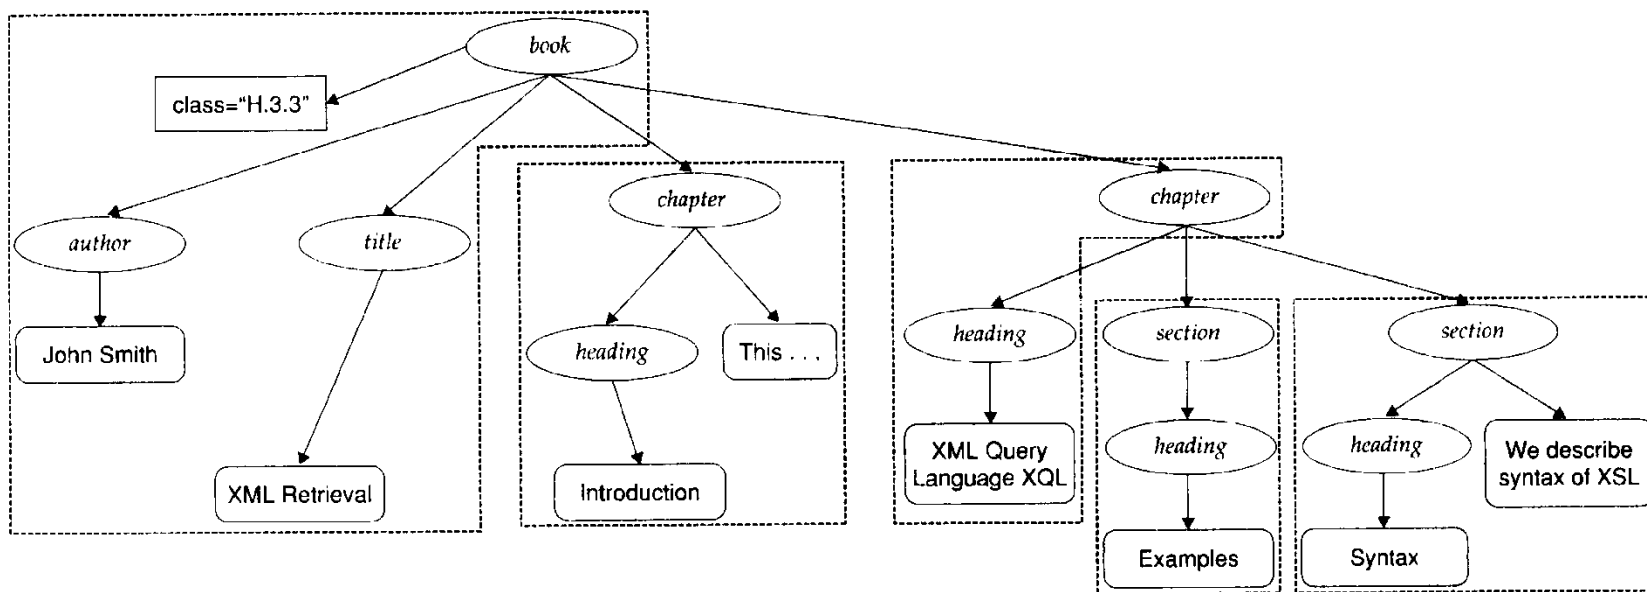 book
class="H.3.3"
author
title
chapter
chapter
John Smith
heading
This . . .
heading
section
section
XML Retrieval
Introduction
XML Query
Language XQL
heading
heading
We describe
syntax of XSL
Examples
Syntax